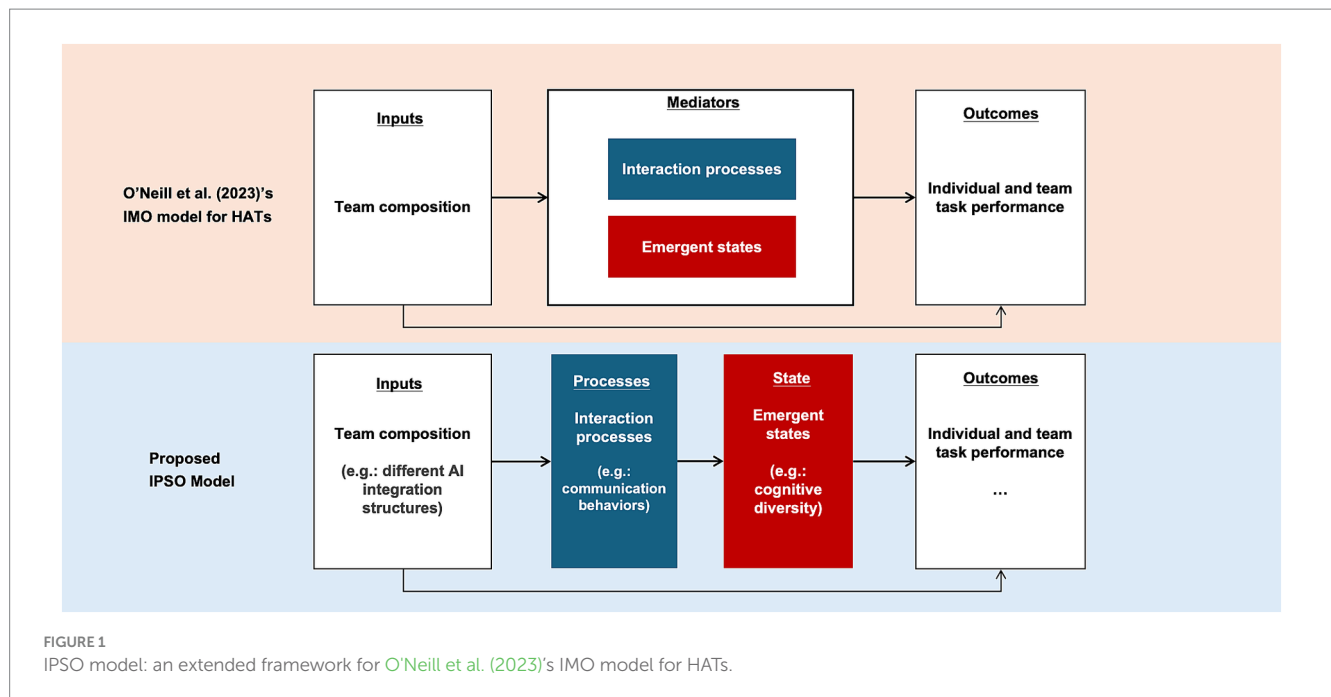 O'Neill et al. (2023)'s
IMO model for HATs
Inputs
Team composition
Mediators
Interaction processes
Emergent states
Outcomes
Individual and team
task performance
Proposed
IPSO Model
Inputs
Team composition
(e.g.: different AI
integration
structures)
Processes
Interaction
processes
(e.g.:
communication
behaviors)
State
Emergent
states
(e.g.:
cognitive
diversity)
Outcomes
Individual and team
task performance
...
FIGURE 1
IPSO model: an extended framework for O'Neill et al. (2023)'s IMO model for HATs.